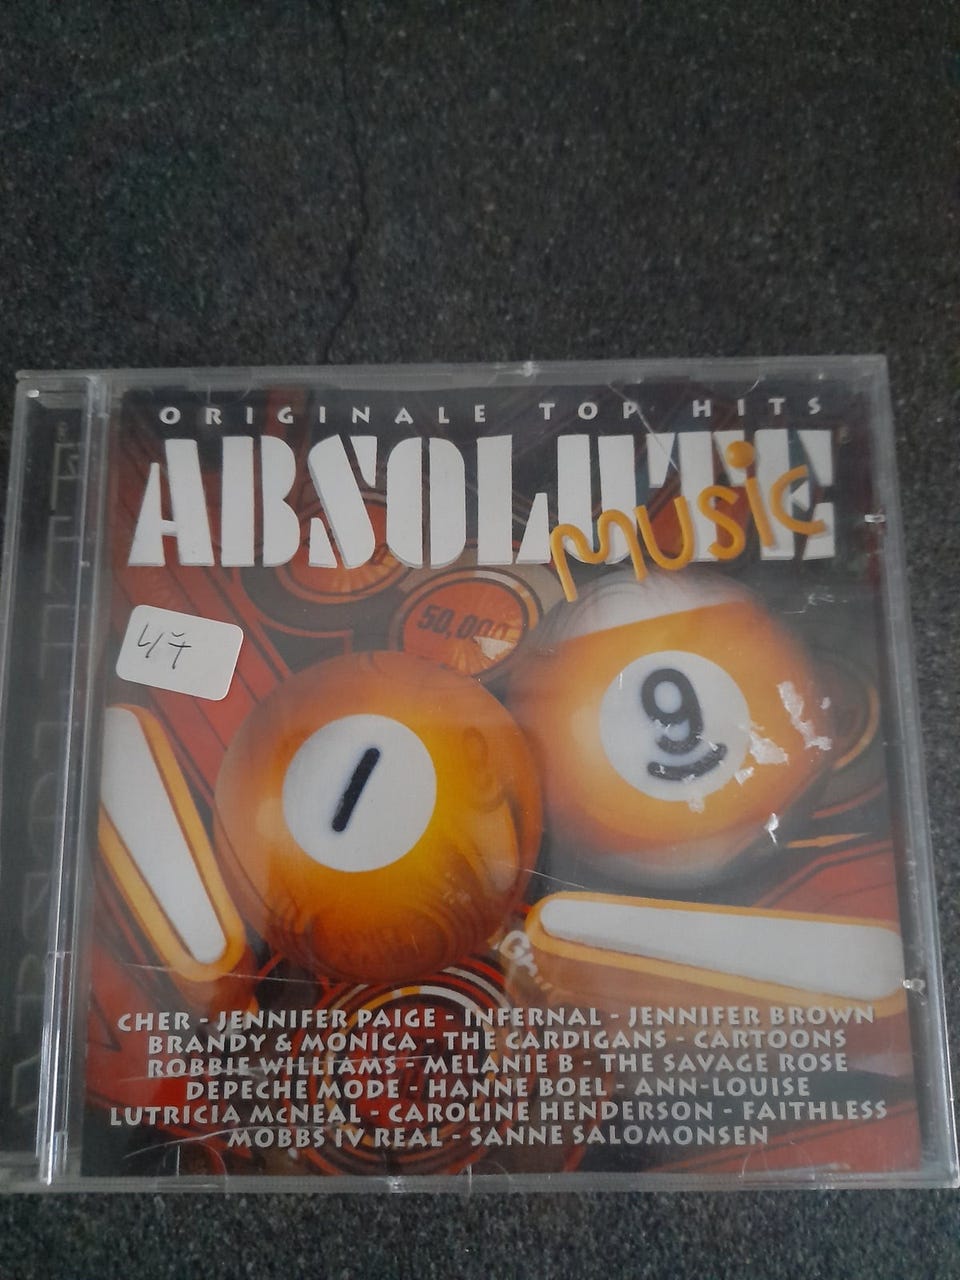 ORIGINALE TOP HITS
ABSOLUTE
music
50,000
47
1
9
CHER - JENNIFER PAIGE - INFERNAL - JENNIFER BROWN
BRANDY & MONICA - THE CARDIGANS - CARTOONS
ROBBIE WILLIAMS - MELANIE B - THE SAVAGE ROSE
DEPECHE MODE - HANNE BOEL - ANN-LOUISE
LUTRICIA MCNEAL - CAROLINE HENDERSON - FAITHLESS
MOBBS IV REAL - SANNE SALOMONSEN